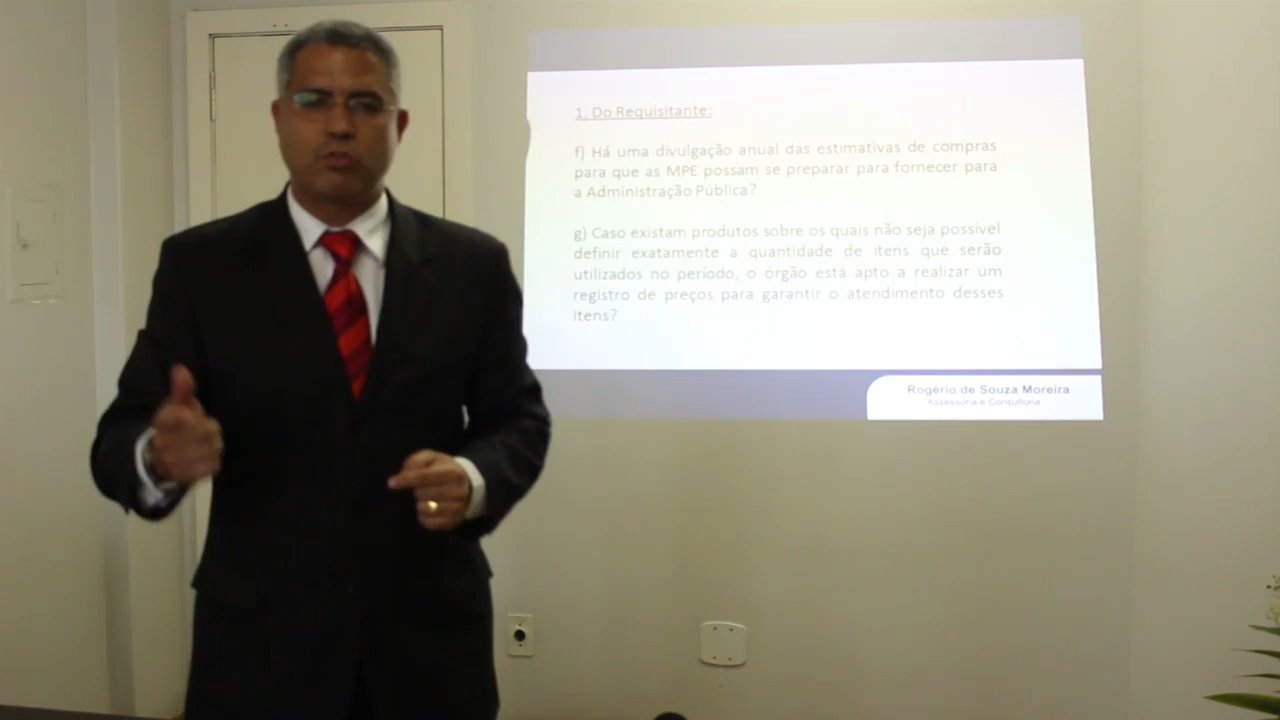 1. Do Requisitante:
f) Há uma divulgação anual das estimativas de compras
para que as MPE possam se preparar para fornecer para
a Administração Pública?
g) Caso existam produtos sobre os quais não seja possível
definir exatamente a quantidade de itens que serão
utilizados no período, o órgão está apto a realizar um
registro de preços para garantir o atendimento desses
itens?
Rogério de Souza Moreira
Assessoria e Consultoria